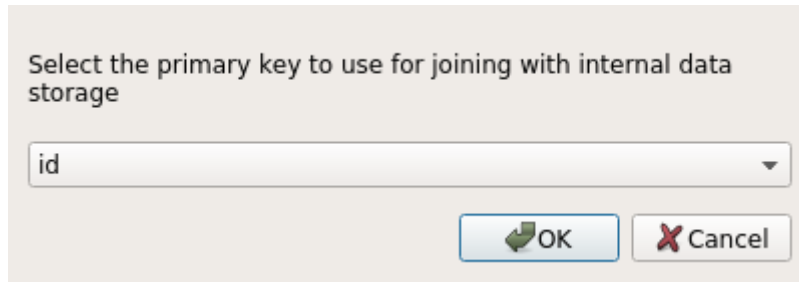 Select the primary key to use for joining with internal data
storage
id
OK
Cancel